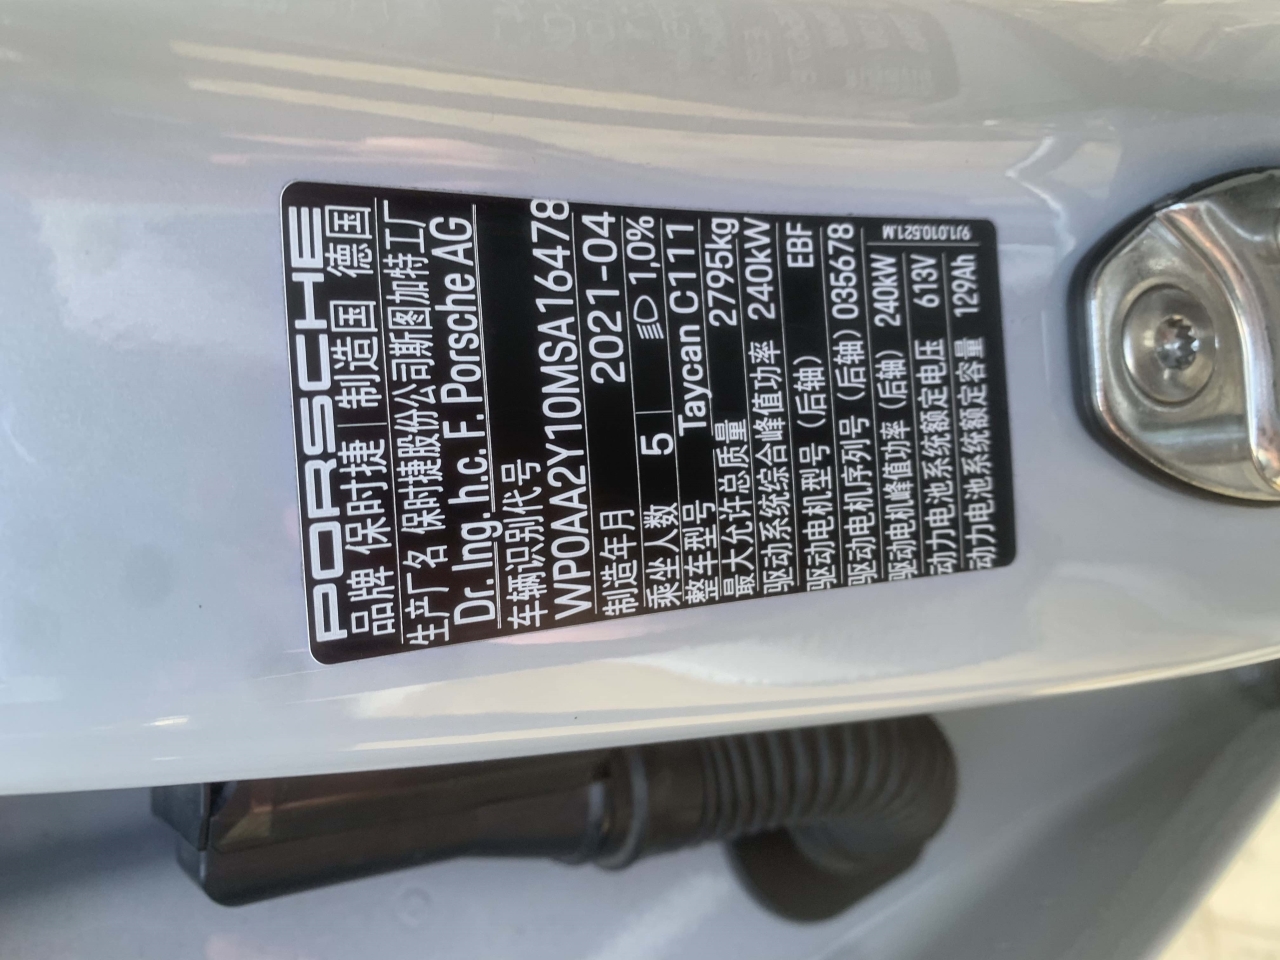 PORSCHE
品牌 保时捷 制造国 德国
生产厂名 保时捷股份公司斯图加特工厂
Dr. Ing. h.c. F. Porsche AG
车辆识别代号
WP0AA2Y10MSA16478
制造年月 2021-04
乘坐人数 5 1,0%
整车型号 Taycan C111
最大允许总质量 2795kg
驱动系统综合峰值功率 240kW
驱动电机型号（后轴） EBF
驱动电机序列号（后轴）035678
驱动电机峰值功率（后轴） 240kW
动力电池系统额定电压 613V
动力电池系统额定容量 129Ah
9J1.010.521.M